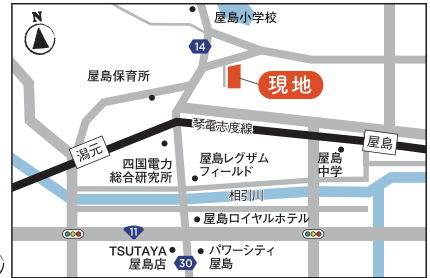 N
屋島小学校
14
屋島保育所
現地
琴電志度線
潟元
屋島
四国電力
総合研究所
屋島レグザム
フィールド
屋島
中学
相引川
屋島ロイヤルホテル
11
TSUTAYA
屋島店
30
パワーシティ
屋島